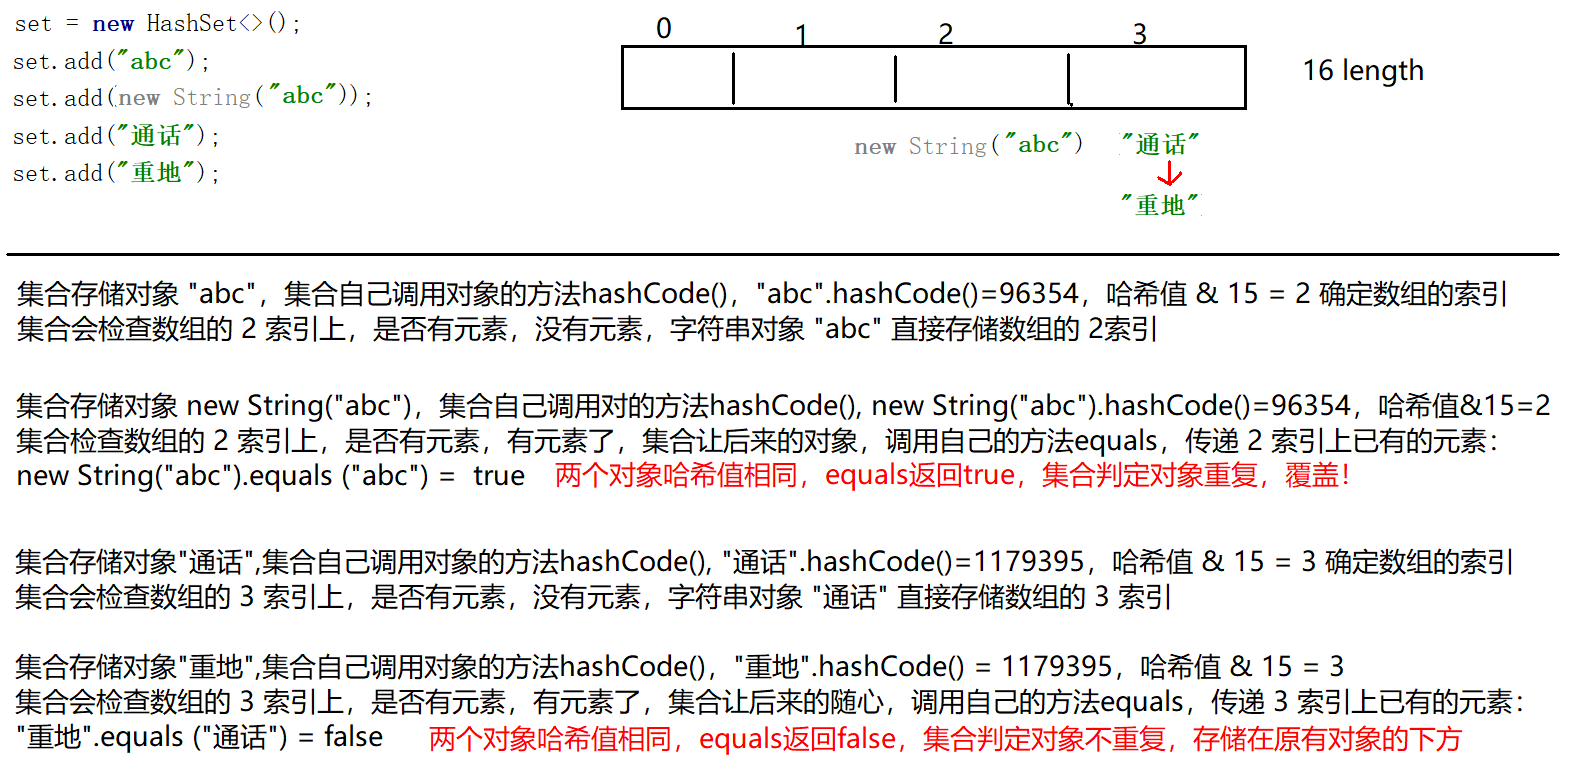 set = new HashSet<>();
set.add("abc");
set.add(new String("abc"));
set.add("通话");
set.add("重地");
0 1 2 3
16 length
new String("abc") "通话"
"重地"
集合存储对象 "abc"，集合自己调用对象的方法hashCode()，"abc".hashCode()=96354，哈希值 & 15 = 2 确定数组的索引
集合会检查数组的 2 索引上，是否有元素，没有元素，字符串对象 "abc" 直接存储数组的 2索引
集合存储对象 new String("abc")，集合自己调用对的方法hashCode(), new String("abc").hashCode()=96354，哈希值&15=2
集合检查数组的 2 索引上，是否有元素，有元素了，集合让后来的对象，调用自己的方法equals，传递 2 索引上已有的元素：
new String("abc").equals ("abc") = true 两个对象哈希值相同，equals返回true，集合判定对象重复，覆盖！
集合存储对象"通话",集合自己调用对象的方法hashCode(), "通话".hashCode()=1179395，哈希值 & 15 = 3 确定数组的索引
集合会检查数组的 3 索引上，是否有元素，没有元素，字符串对象 "通话" 直接存储数组的 3 索引
集合存储对象"重地",集合自己调用对象的方法hashCode()，"重地".hashCode() = 1179395，哈希值 & 15 = 3
集合会检查数组的 3 索引上，是否有元素，有元素了，集合让后来的随心，调用自己的方法equals，传递 3 索引上已有的元素：
"重地".equals ("通话") = false 两个对象哈希值相同，equals返回false，集合判定对象不重复，存储在原有对象的下方